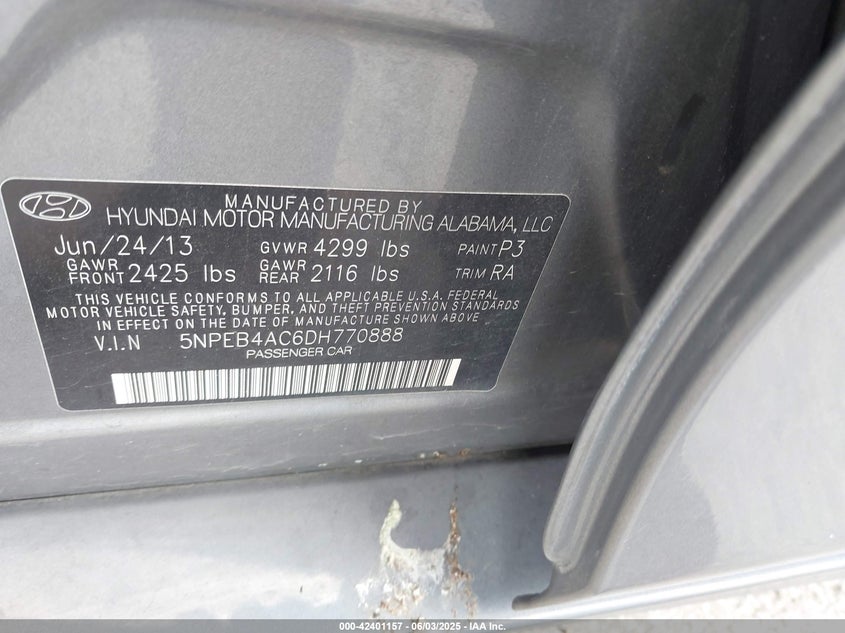 MANUFACTURED BY
HYUNDAI MOTOR MANUFACTURING ALABAMA, LLC
Jun/24/13 GVWR 4299 lbs PAINT P3
GAWR FRONT 2425 lbs GAWR REAR 2116 lbs TRIM RA
THIS VEHICLE CONFORMS TO ALL APPLICABLE U.S.A. FEDERAL
MOTOR VEHICLE SAFETY, BUMPER, AND THEFT PREVENTION STANDARDS
IN EFFECT ON THE DATE OF MANUFACTURE SHOWN ABOVE
V.I.N 5NPEB4AC6DH770888
PASSENGER CAR
000-42401157 - 06/03/2025 - IAA Inc.